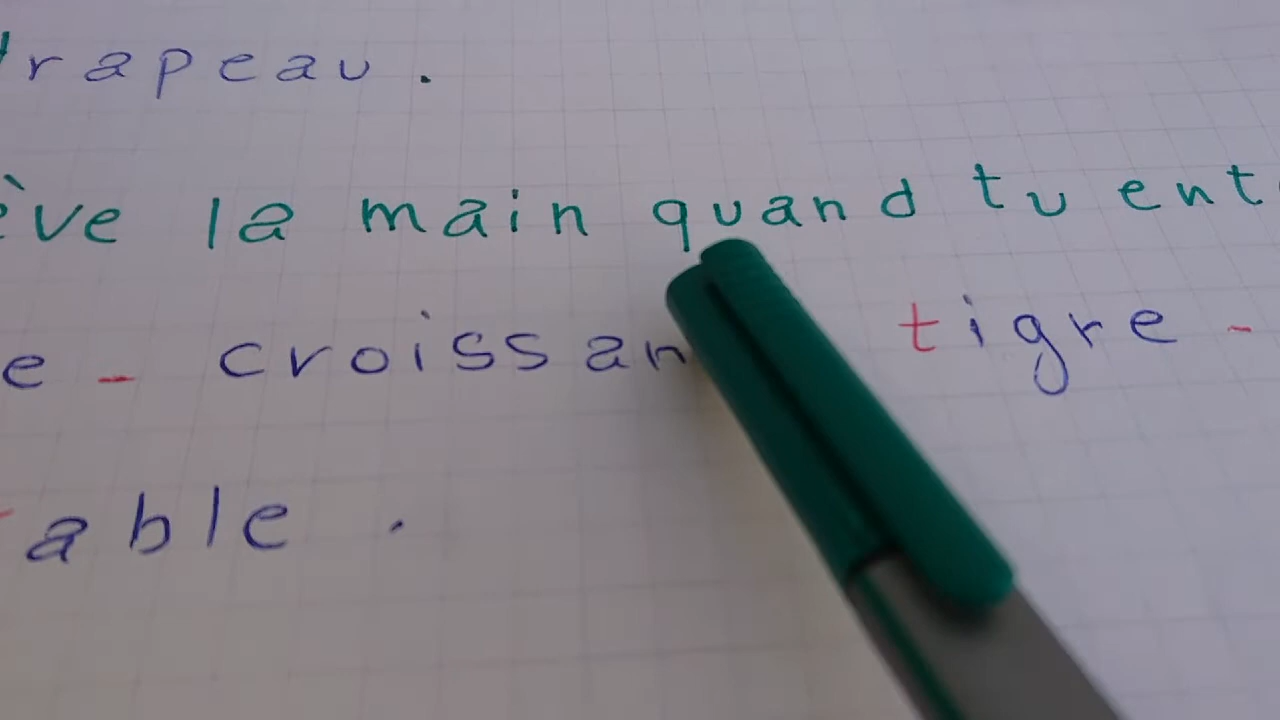 rapeau.
ève la main quand tu ent
e - croissan tigre -
able.